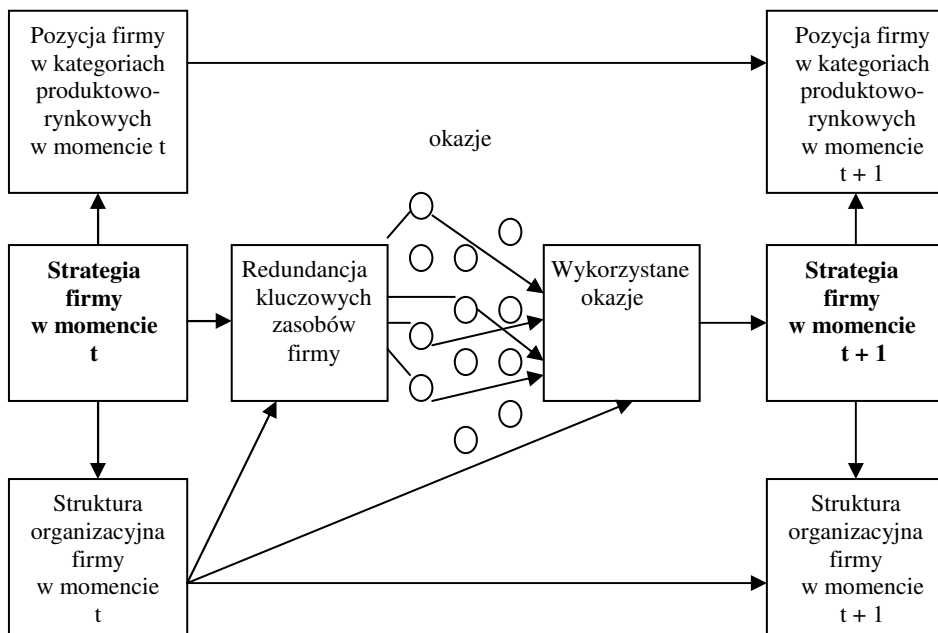 Pozycja firmy
w kategoriach
produktowo-
rynkowych
w momencie t
Pozycja firmy
w kategoriach
produktowo-
rynkowych
w momencie
t + 1
okazje
Strategia
firmy
w momencie
t
Redundancja
kluczowych
zasobów
firmy
Wykorzystane
okazje
Strategia
firmy
w momencie
t + 1
Struktura
organizacyjna
firmy
w momencie
t
Struktura
organizacyjna
firmy
w momencie
t + 1